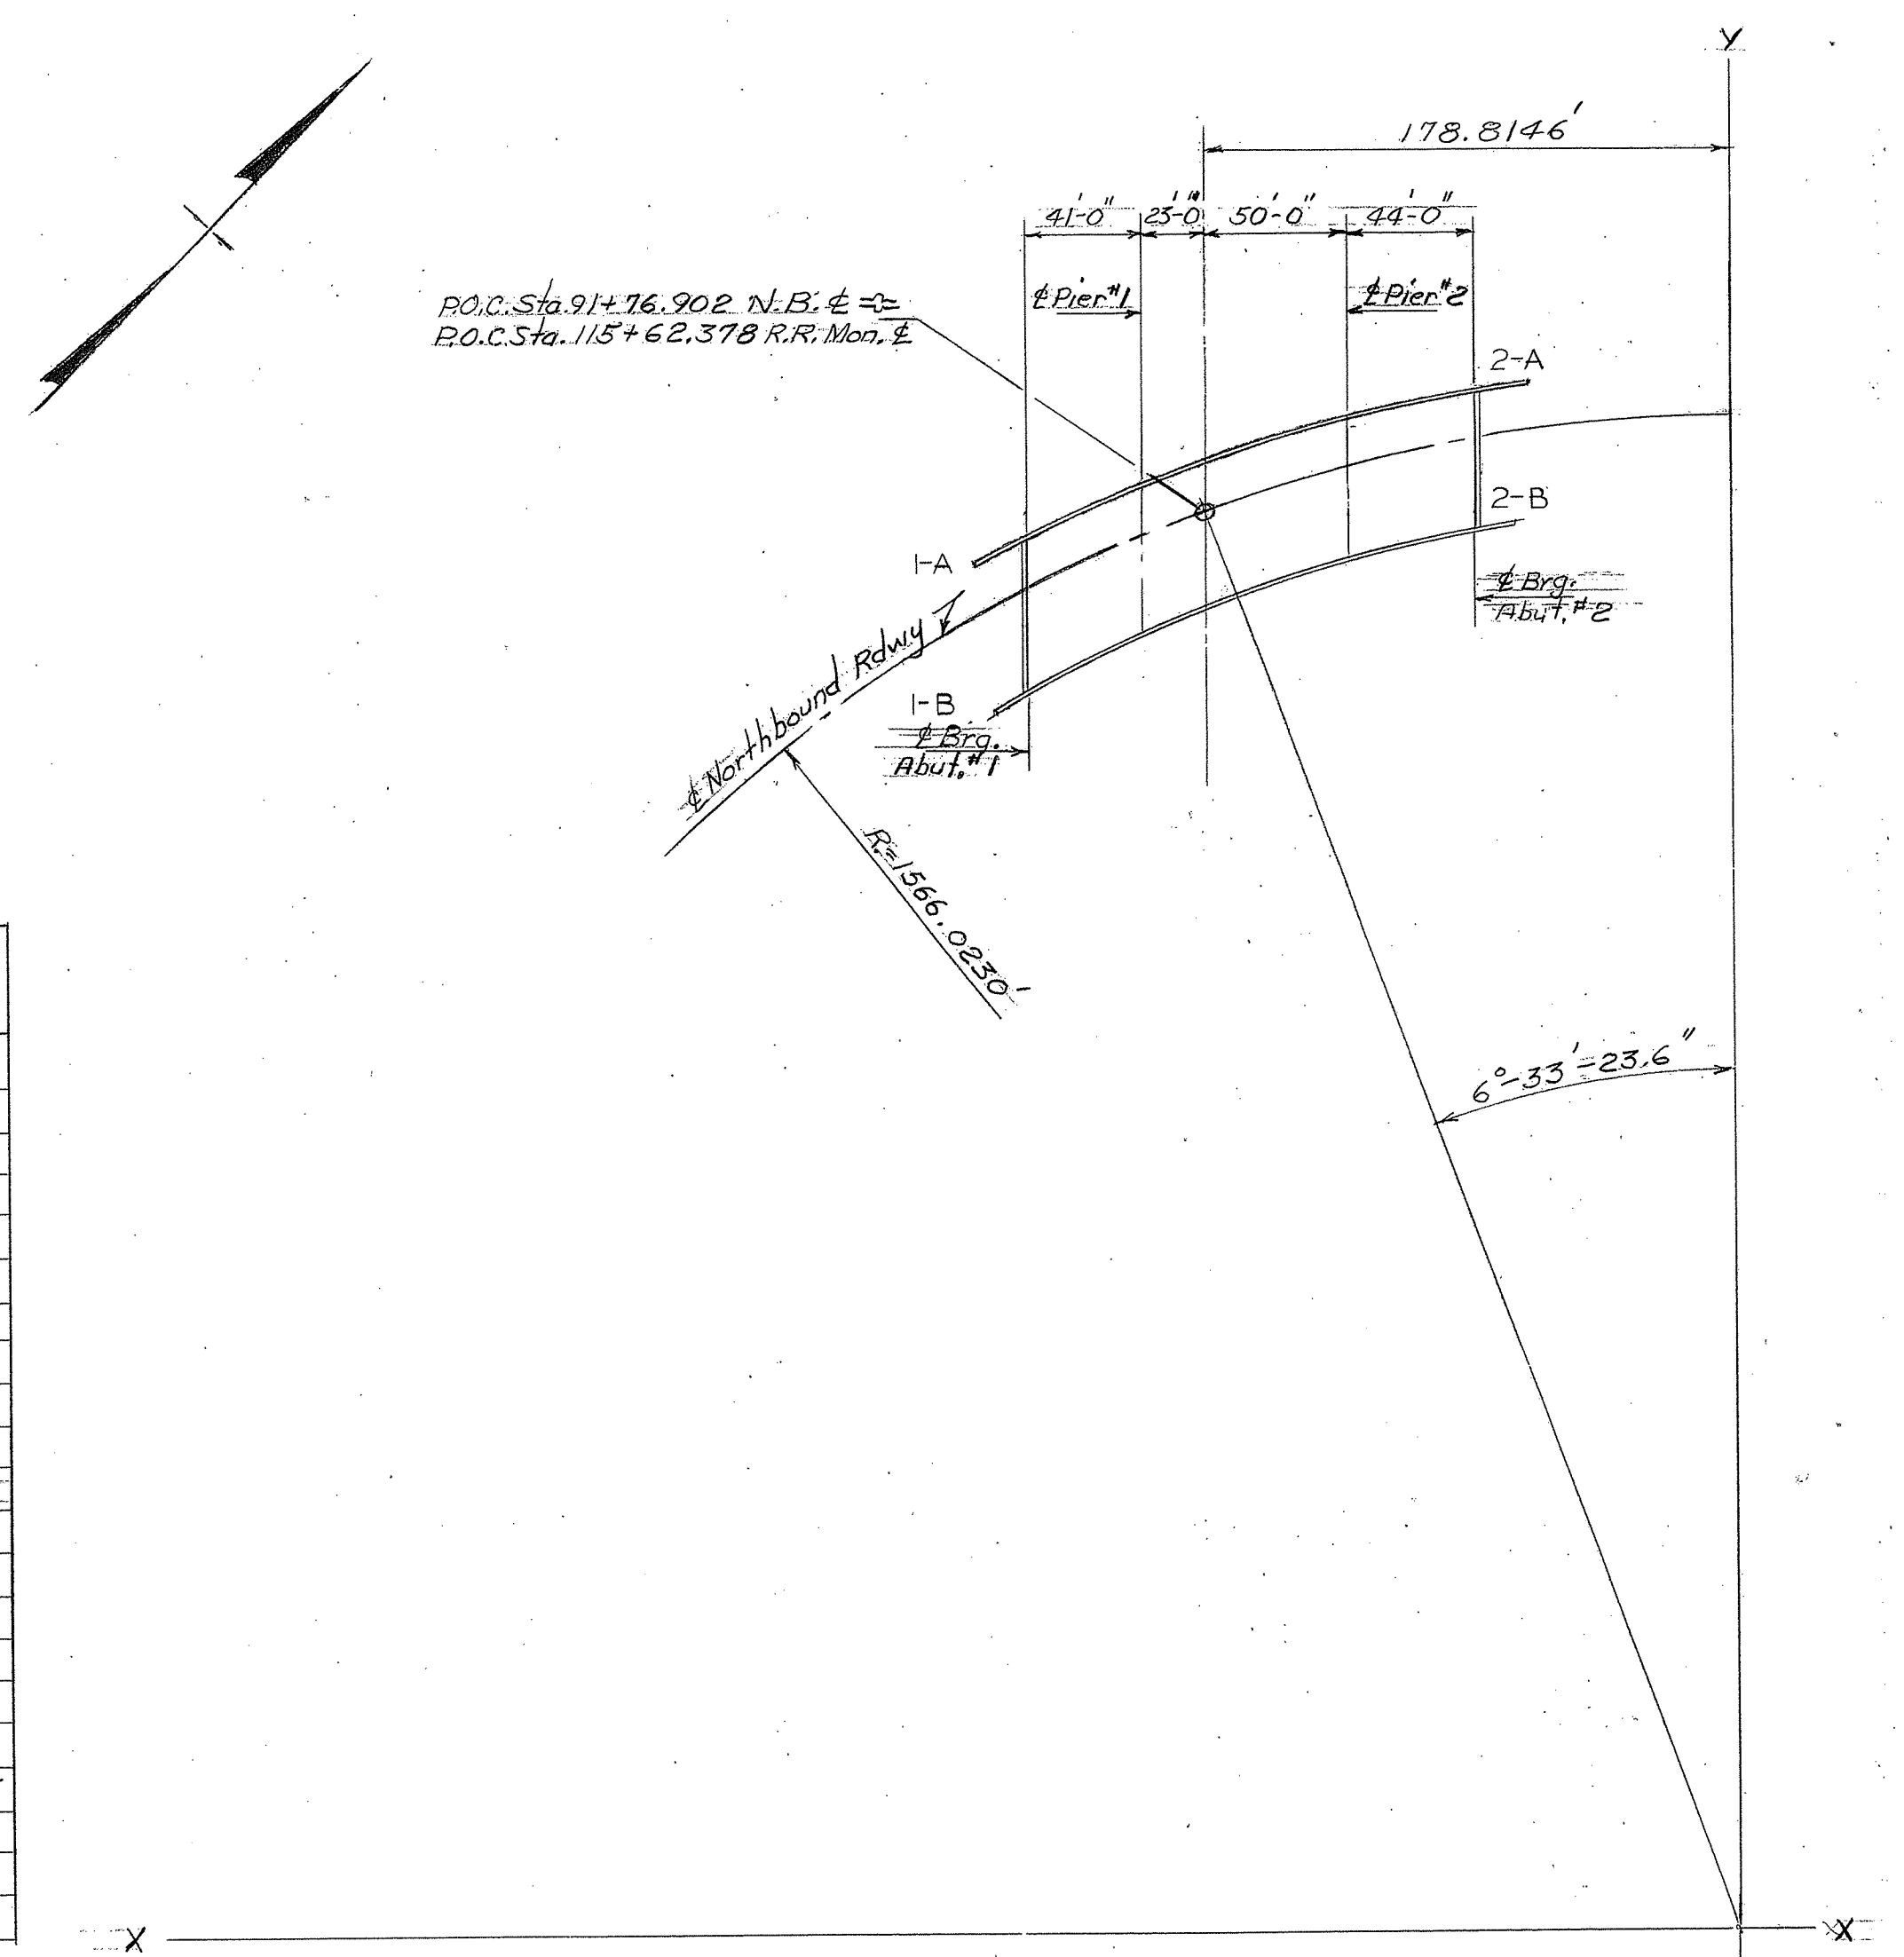 Y
178.8146'
41'-0" 23'-0" 50'-0" 44'-0"
P.O.C. Sta. 91+76.902 N.B. ℄ =
P.O.C. Sta. 115+62.378 R.R. Mon. ℄
℄ Pier #1
℄ Pier #2
2-A
2-B
1-A
℄ Brg.
Abut. #2
℄ Northbound Rdwy
1-B
℄ Brg.
Abut. #1
R=1566.0230'
6°-33'-23.6"
X
X